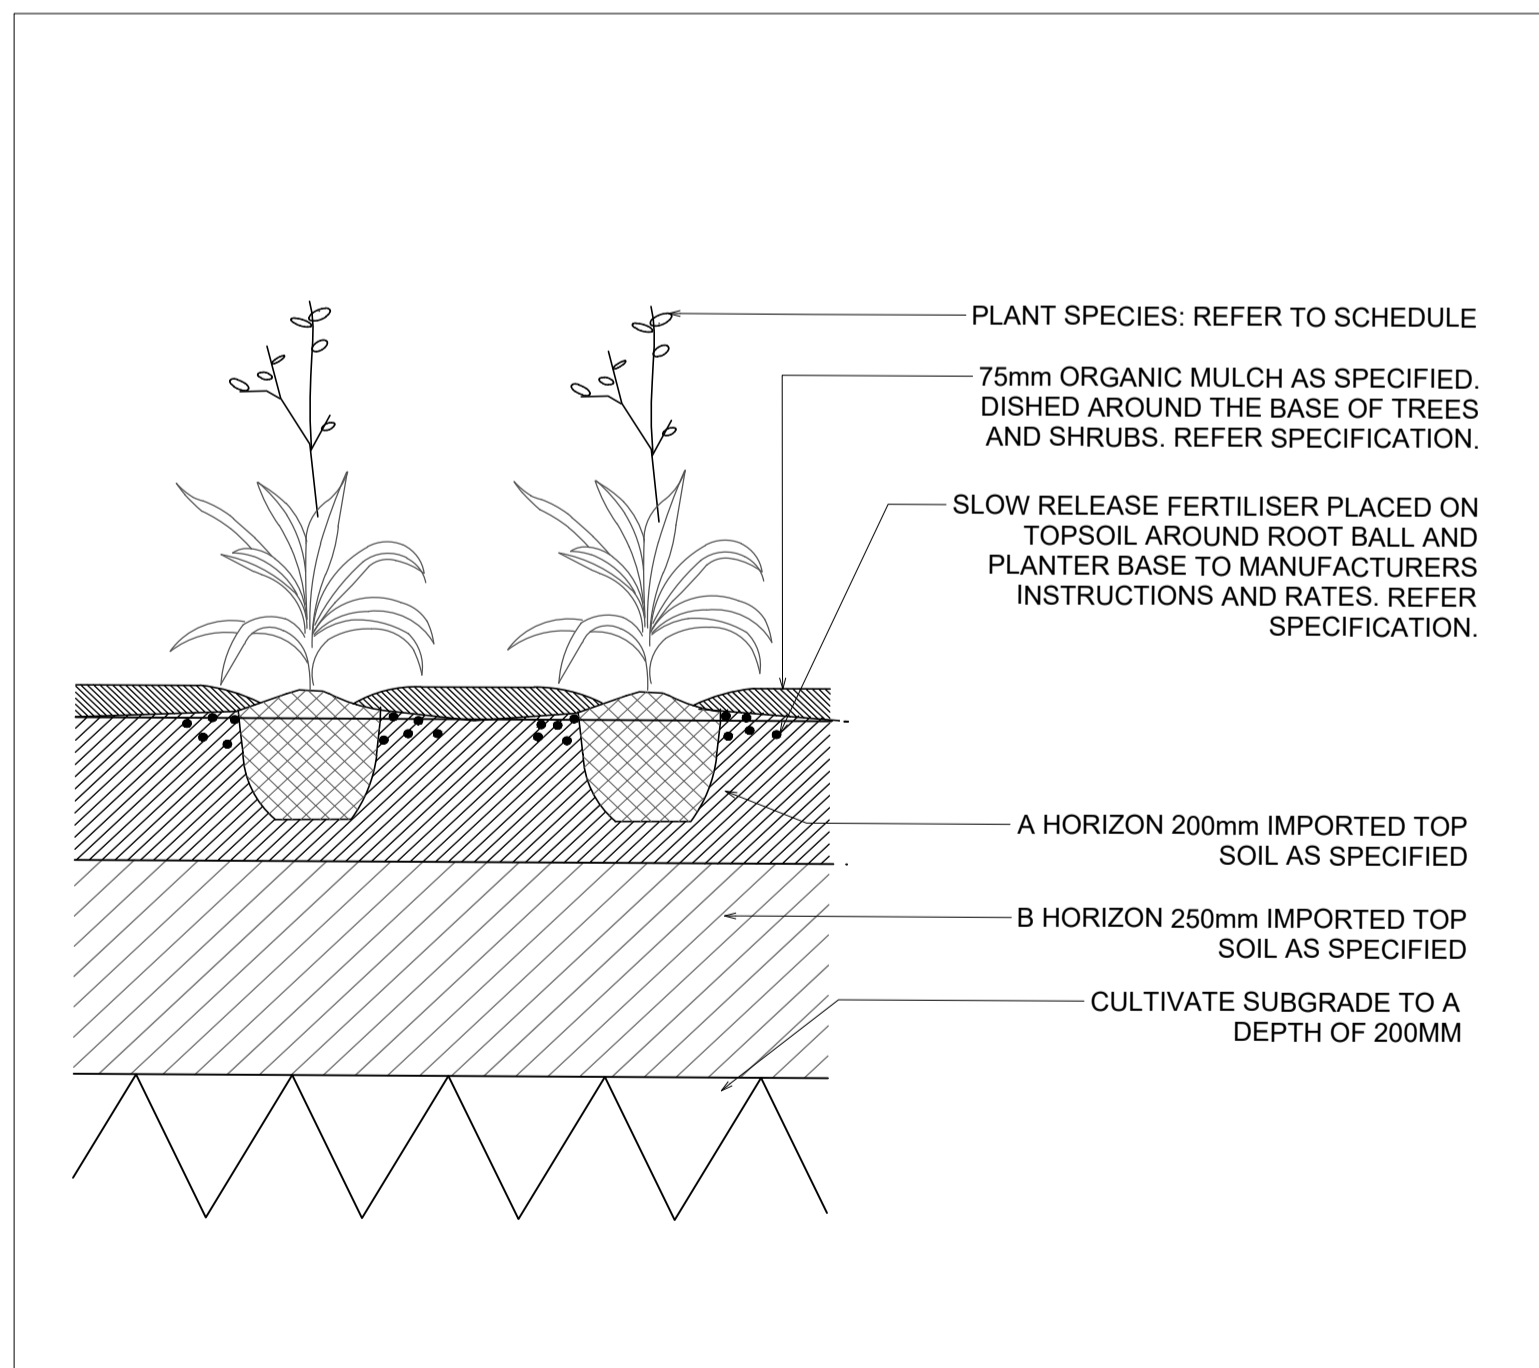 PLANT SPECIES: REFER TO SCHEDULE
75mm ORGANIC MULCH AS SPECIFIED.
DISHED AROUND THE BASE OF TREES
AND SHRUBS. REFER SPECIFICATION.
SLOW RELEASE FERTILISER PLACED ON
TOPSOIL AROUND ROOT BALL AND
PLANTER BASE TO MANUFACTURERS
INSTRUCTIONS AND RATES. REFER
SPECIFICATION.
A HORIZON 200mm IMPORTED TOP
SOIL AS SPECIFIED
B HORIZON 250mm IMPORTED TOP
SOIL AS SPECIFIED
CULTIVATE SUBGRADE TO A
DEPTH OF 200MM